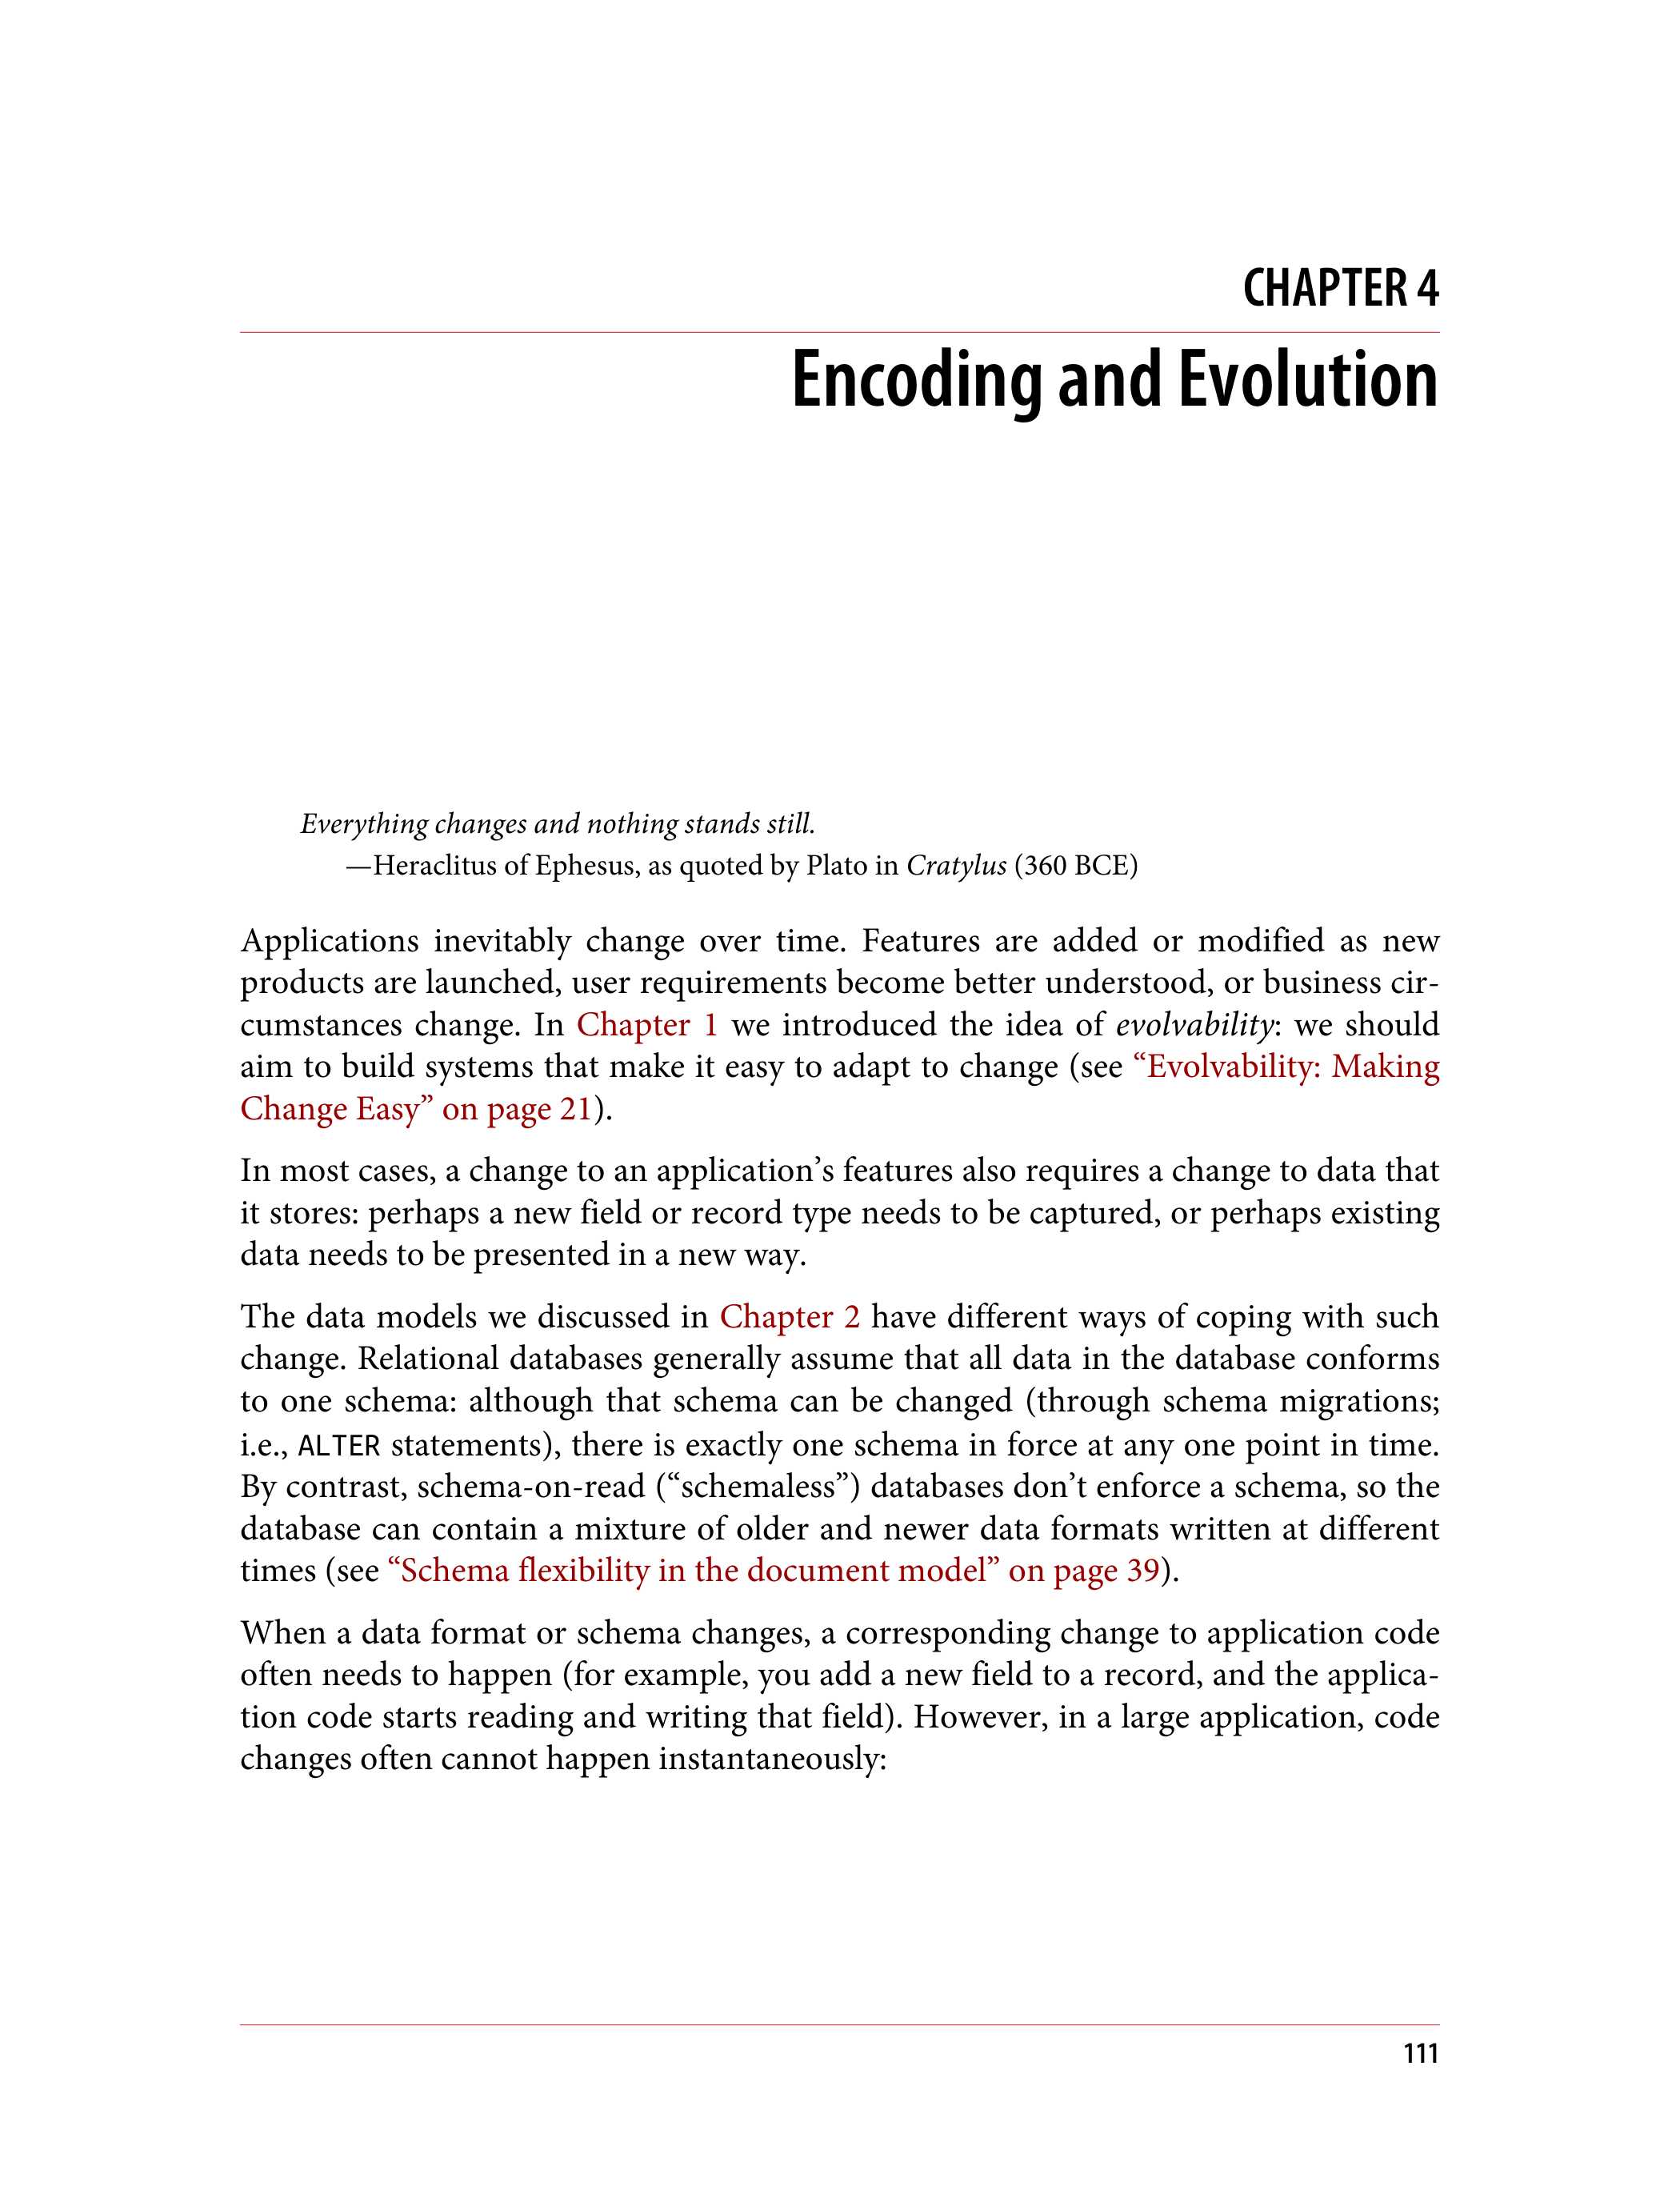 CHAPTER 4
Encoding and Evolution
Everything changes and nothing stands still.
—Heraclitus of Ephesus, as quoted by Plato in Cratylus (360 BCE)
Applications inevitably change over time. Features are added or modified as new
products are launched, user requirements become better understood, or business cir-
cumstances change. In Chapter 1 we introduced the idea of evolvability: we should
aim to build systems that make it easy to adapt to change (see “Evolvability: Making
Change Easy” on page 21).
In most cases, a change to an application’s features also requires a change to data that
it stores: perhaps a new field or record type needs to be captured, or perhaps existing
data needs to be presented in a new way.
The data models we discussed in Chapter 2 have different ways of coping with such
change. Relational databases generally assume that all data in the database conforms
to one schema: although that schema can be changed (through schema migrations;
i.e., ALTER statements), there is exactly one schema in force at any one point in time.
By contrast, schema-on-read (“schemaless”) databases don’t enforce a schema, so the
database can contain a mixture of older and newer data formats written at different
times (see “Schema flexibility in the document model” on page 39).
When a data format or schema changes, a corresponding change to application code
often needs to happen (for example, you add a new field to a record, and the applica-
tion code starts reading and writing that field). However, in a large application, code
changes often cannot happen instantaneously:
111